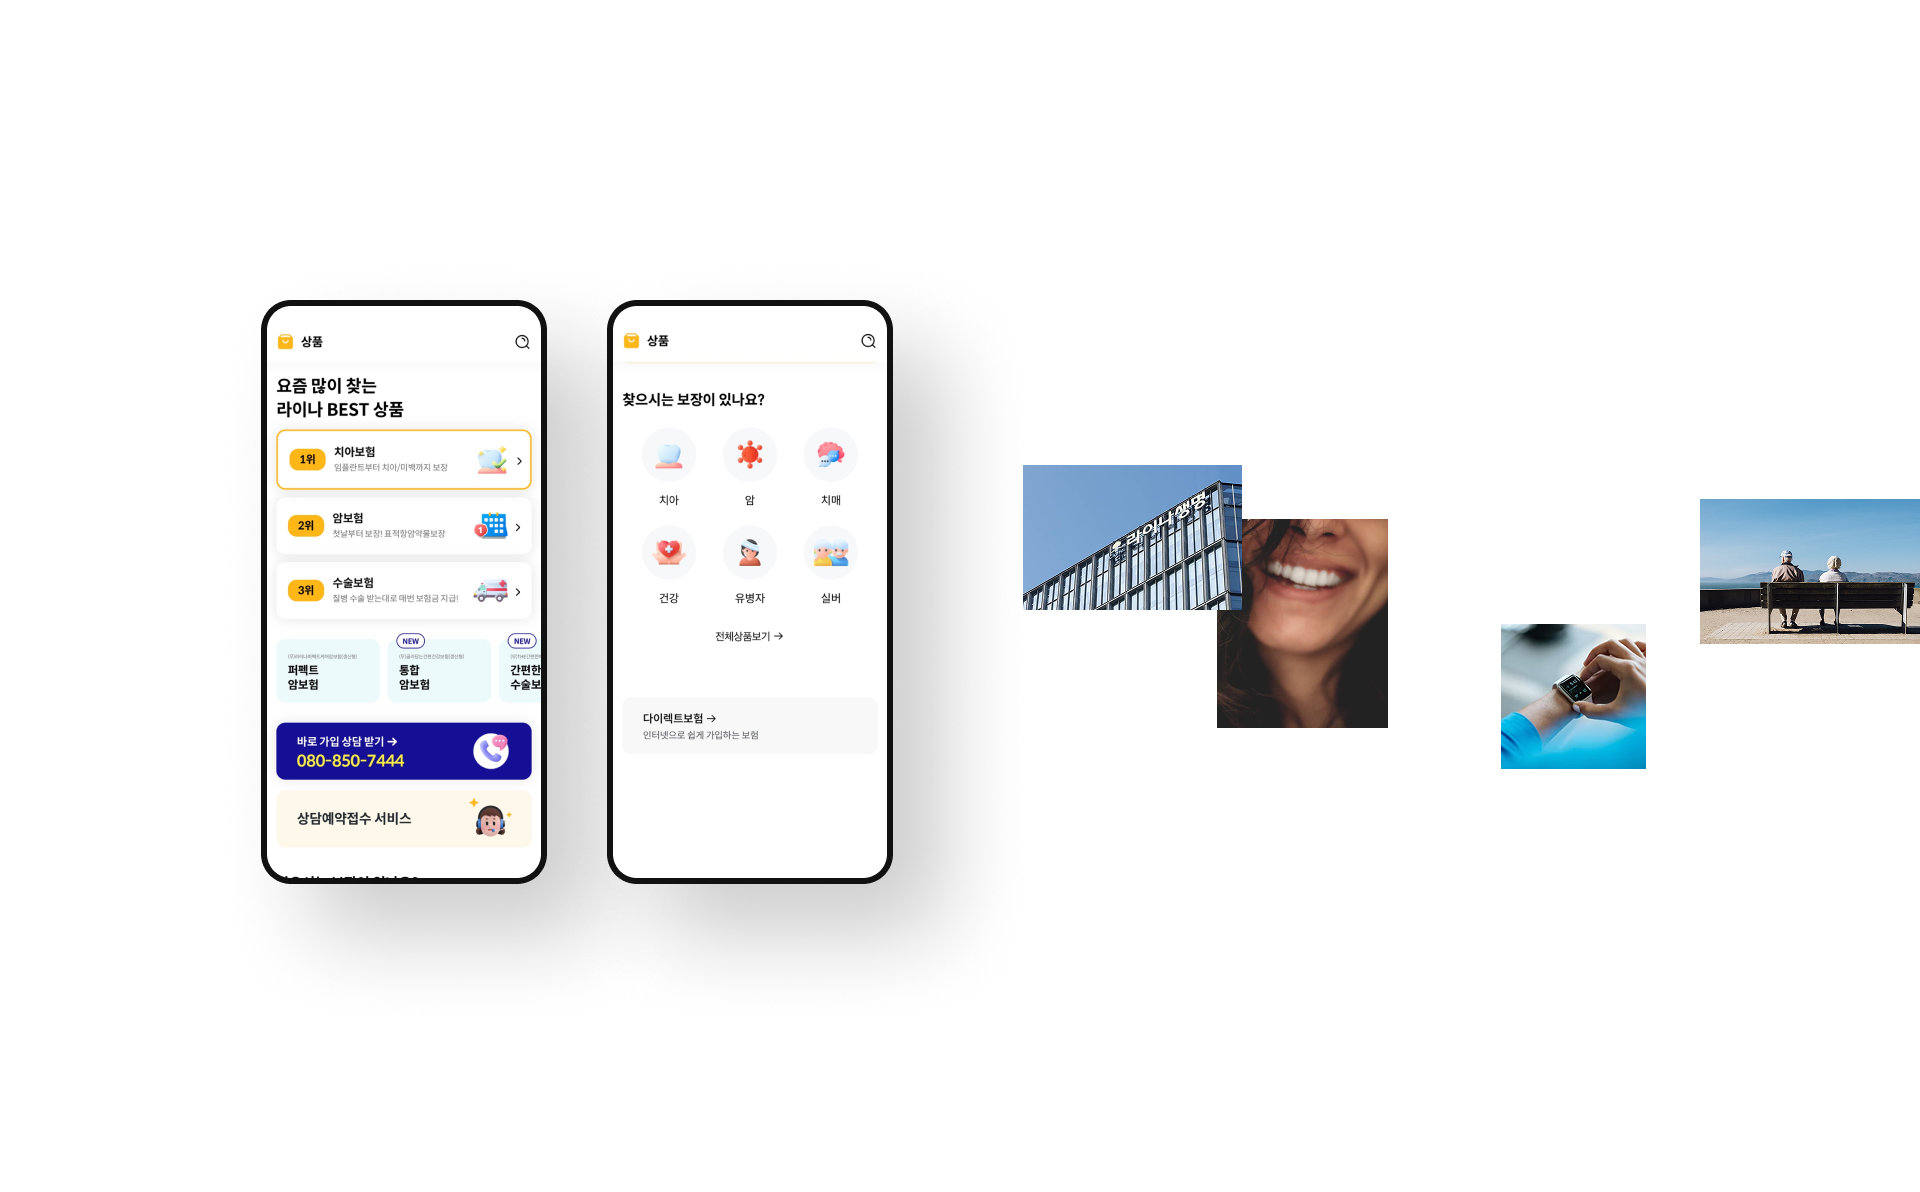 상품
요즘 많이 찾는
라이나 BEST 상품
1위
치아보험
임플란트부터 치아/미백까지 보장
2위
암보험
첫날부터 보장! 표적항암약물보장
3위
수술보험
질병 수술 받는대로 매번 보험금 지급!
퍼펙트
암보험
NEW
통합
암보험
NEW
간편한
수술보
바로 가입 상담 받기 →
080-850-7444
상담예약접수 서비스
상품
찾으시는 보장이 있나요?
치아
암
치매
건강
유병자
실버
전체상품보기 →
다이렉트보험 →
인터넷으로 쉽게 가입하는 보험
라이나생명